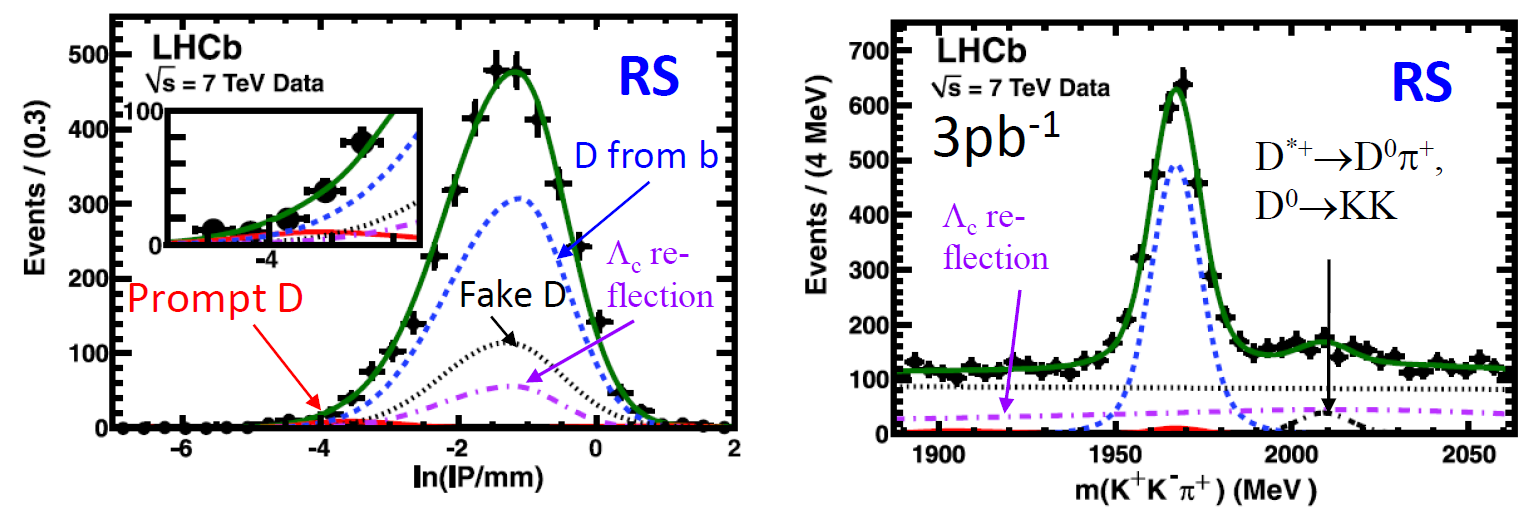 LHCb
√s = 7 TeV Data
RS
Events / (0.3)
500
400
300
200
100
0
100
0
-4
D from b
Λc re-
flection
Fake D
Prompt D
-6
-4
-2
0
2
ln(IP/mm)
LHCb
√s = 7 TeV Data
RS
3pb⁻¹
D*⁺→D⁰π⁺,
D⁰→KK
Λc re-
flection
Events / (4 MeV)
700
600
500
400
300
200
100
0
1900
1950
2000
2050
m(K⁺K⁻π⁺) (MeV)